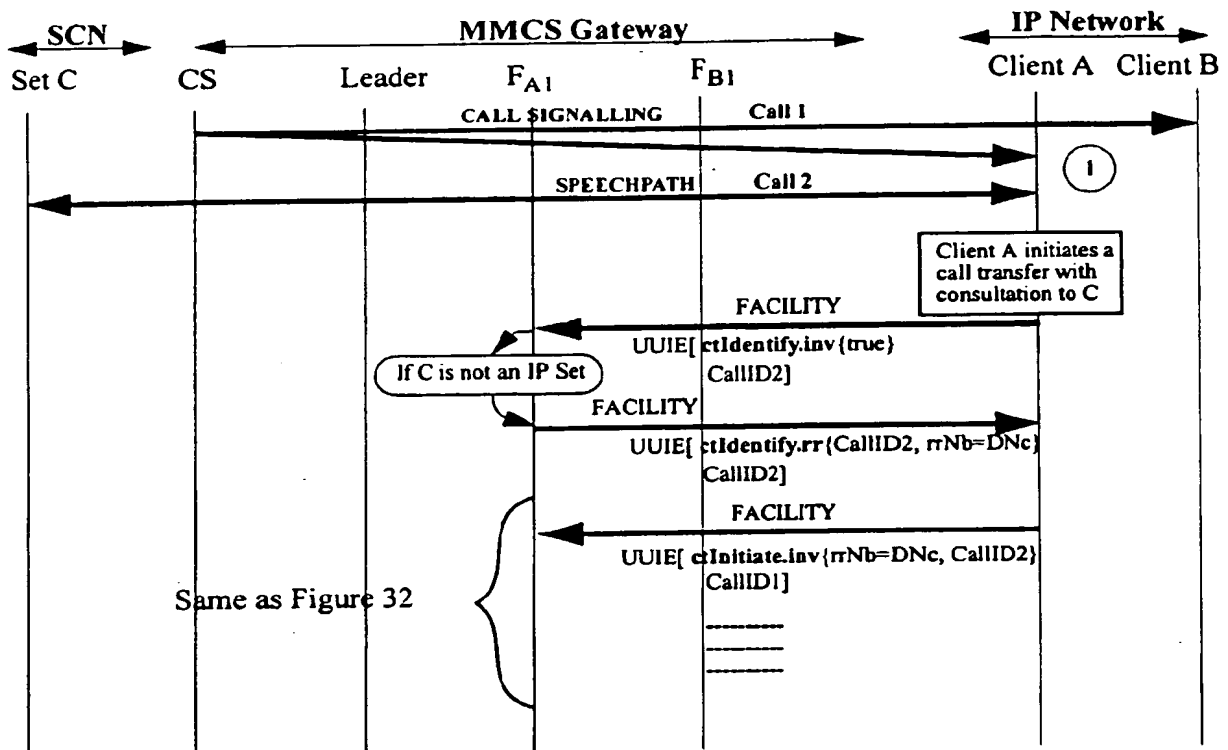 SCN
MMCS Gateway
IP Network
Set C
CS
Leader
FA1
FB1
Client A
Client B
CALL SIGNALLING
Call 1
1
SPEECHPATH
Call 2
Client A initiates a
call transfer with
consultation to C
FACILITY
UUIE[ ctIdentify.inv{true}
CallID2]
If C is not an IP Set
FACILITY
UUIE[ ctIdentify.rr{CallID2, rrNb=DNc}
CallID2]
FACILITY
UUIE[ ctInitiate.inv{rrNb=DNc, CallID2}
CallID1]
Same as Figure 32